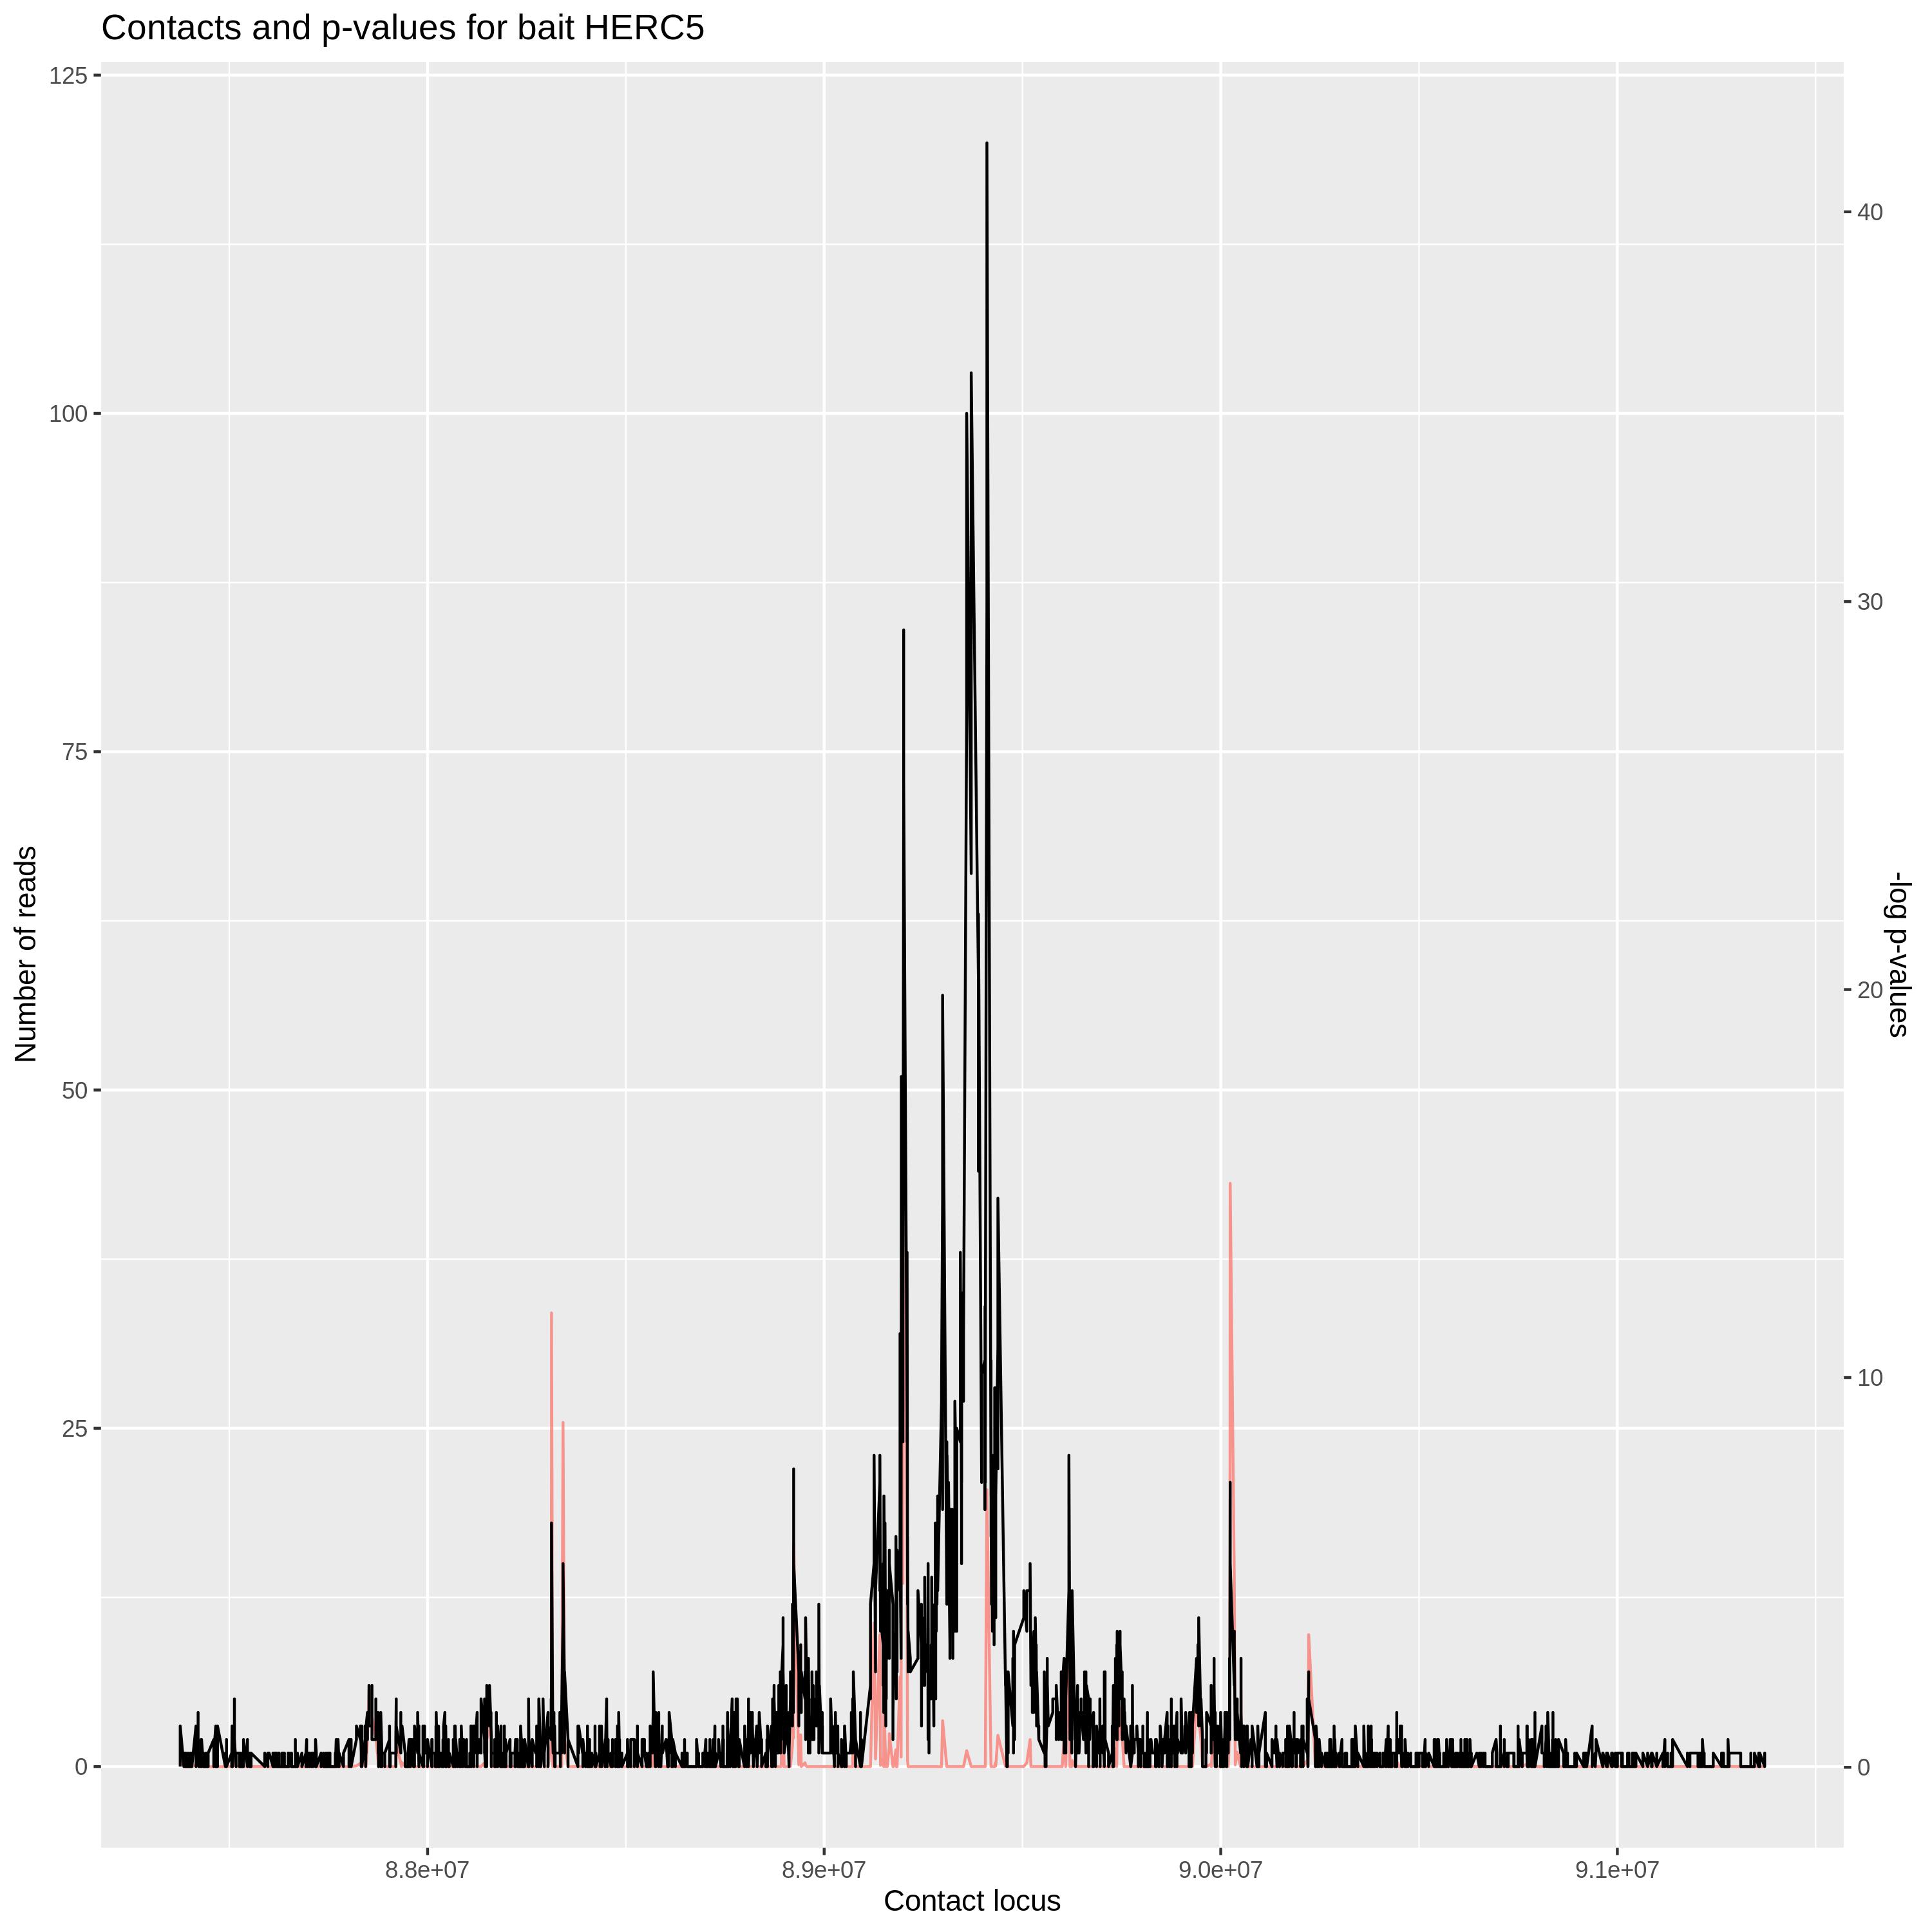 Contacts and p-values for bait HERC5
125
100
75
50
25
0
Number of reads
40
30
20
10
0
-log p-values
8.8e+07 8.9e+07 9.0e+07 9.1e+07
Contact locus